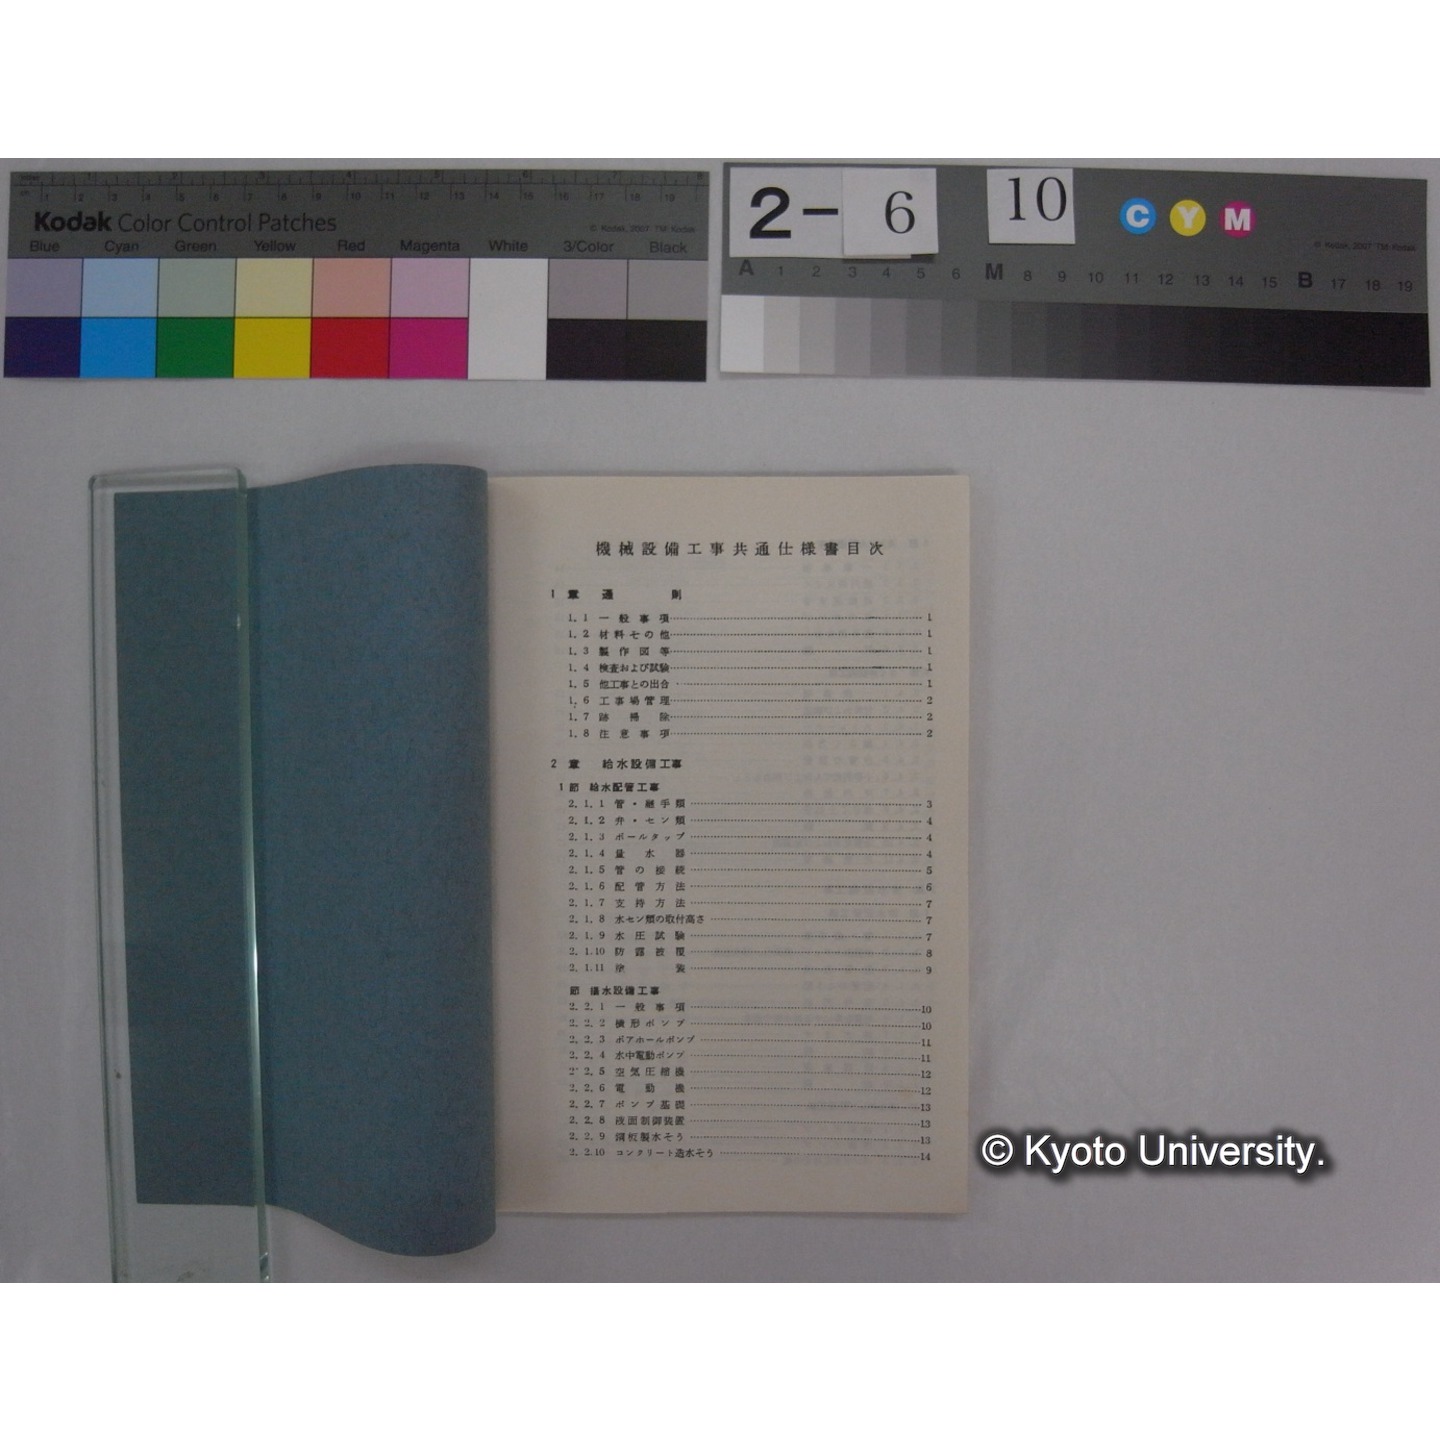 Kodak Color Control Patches
© Kodak, 2007 TM: Kodak
Blue Cyan Green Yellow Red Magenta White 3/Color Black
2-6 10 C Y M
© Kodak, 2007 TM: Kodak
A 1 2 3 4 5 6 M 8 9 10 11 12 13 14 15 B 17 18 19
機械設備工事共通仕様書目次
1 章 通 則
1. 1 一般事項 1
1. 2 材料その他 1
1. 3 製作図等 1
1. 4 検査および試験 1
1. 5 他工事との出合 1
1. 6 工事場管理 2
1. 7 跡掃除 2
1. 8 注意事項 2
2 章 給水設備工事
1 節 給水配管工事
2. 1. 1 管・継手類 3
2. 1. 2 弁・セン類 4
2. 1. 3 ボールタップ 4
2. 1. 4 量水器 4
2. 1. 5 管の接続 5
2. 1. 6 配管方法 6
2. 1. 7 支持方法 7
2. 1. 8 水セン類の取付高さ 7
2. 1. 9 水圧試験 7
2. 1.10 防露被覆 8
2. 1.11 塗装 9
節 揚水設備工事
2. 2. 1 一般事項 10
2. 2. 2 横形ポンプ 10
2. 2. 3 ボアホールポンプ 11
2. 2. 4 水中電動ポンプ 11
2. 2. 5 空気圧縮機 12
2. 2. 6 電動機 12
2. 2. 7 ポンプ基礎 13
2. 2. 8 液面制御装置 13
2. 2. 9 鋼板製水そう 13
2. 2.10 コンクリート造水そう 14
© Kyoto University.